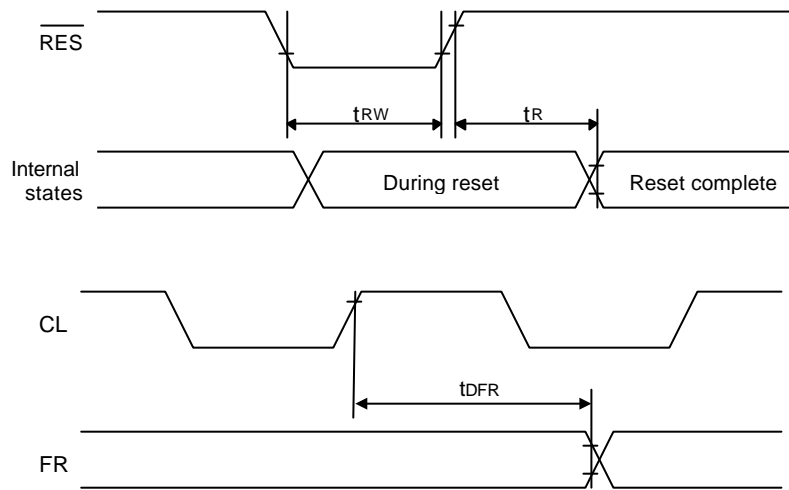 RES
tRW
tR
Internal
states
During reset
Reset complete
CL
tDFR
FR